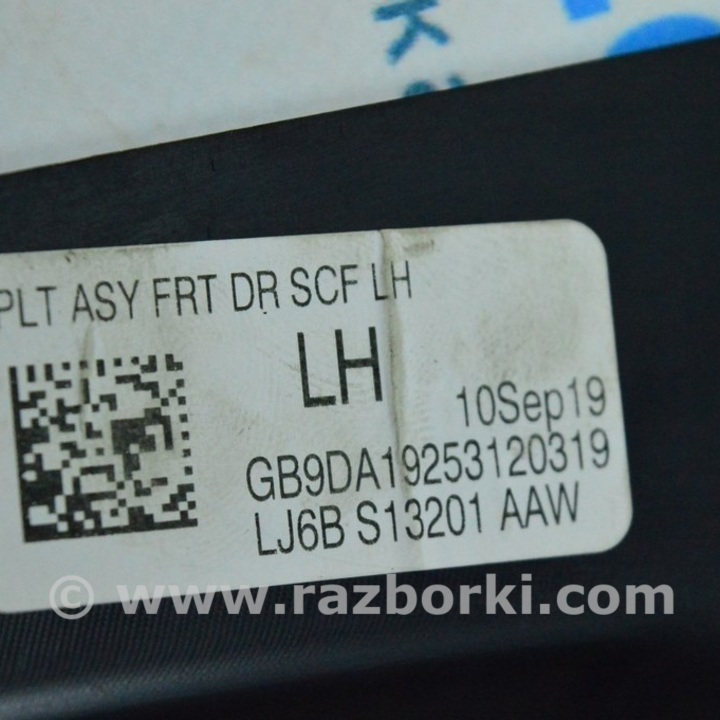 K
PLT ASY FRT DR SCF LH
LH
10Sep19
GB9DA19253120319
LJ6B S13201 AAW
© www.razborki.com